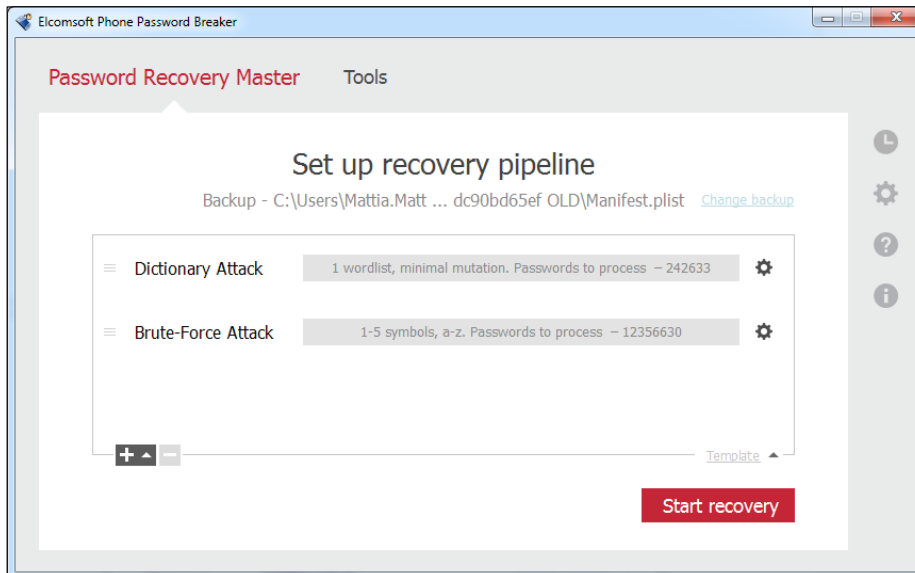 Elcomsoft Phone Password Breaker
Password Recovery Master Tools
Set up recovery pipeline
Backup - C:\Users\Mattia.Matt ... dc90bd65ef OLD\Manifest.plist Change backup
Dictionary Attack 1 wordlist, minimal mutation. Passwords to process – 242633
Brute-Force Attack 1-5 symbols, a-z. Passwords to process – 12356630
Template
Start recovery